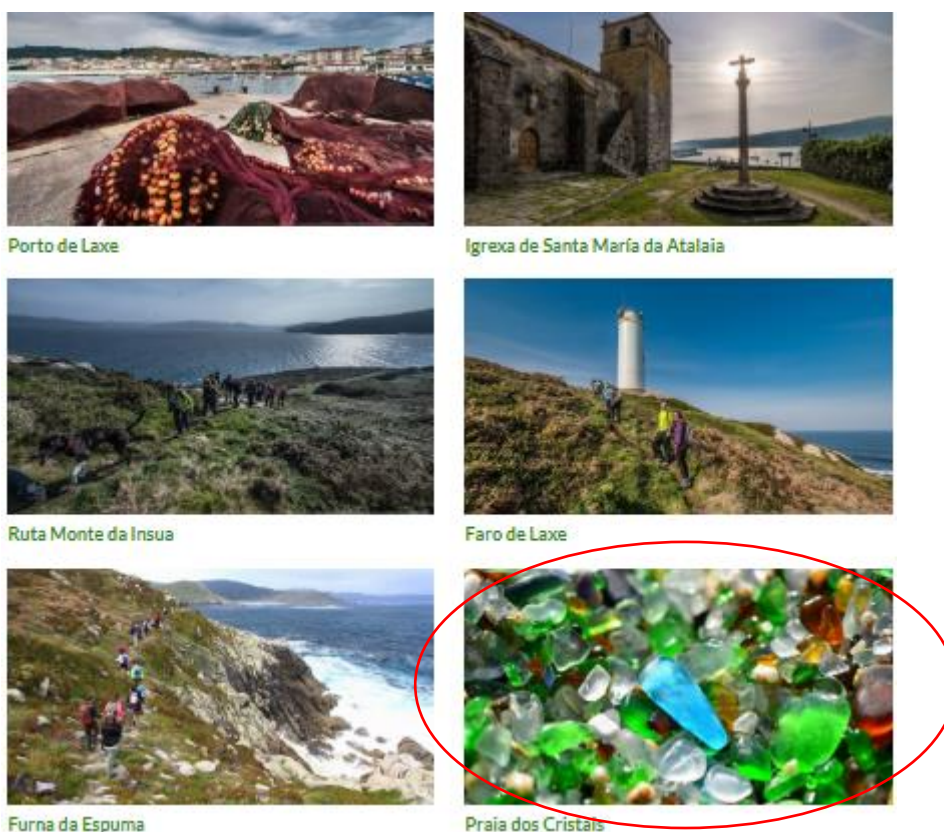 Porto de Laxe
Igrexa de Santa María da Atalaia
Ruta Monte da Insua
Faro de Laxe
Furna da Espuma
Praia dos Cristais